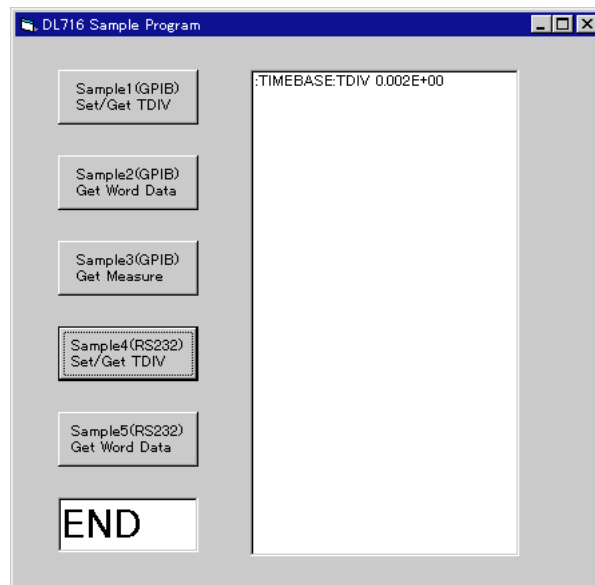 DL716 Sample Program
Sample1(GPIB)
Set/Get TDIV
Sample2(GPIB)
Get Word Data
Sample3(GPIB)
Get Measure
Sample4(RS232)
Set/Get TDIV
Sample5(RS232)
Get Word Data
END
:TIMEBASE:TDIV 0.002E+00